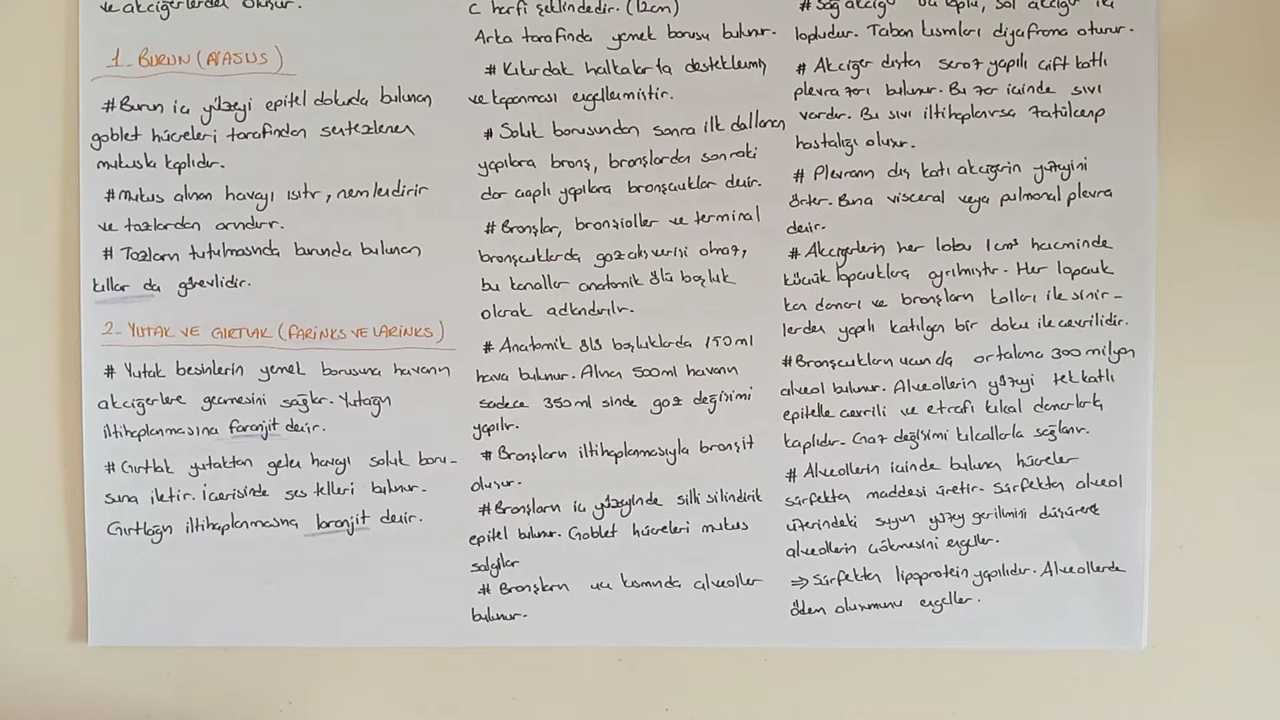 ve akciğerlerden oluşur.
1- BURUN (NASUS)
#Burun iç yüzeyi epitel dokuda bulunan
goblet hücreleri tarafından sentezlenen
mukusla kaplıdır.
#Mukus alınan havayı ısıtır, nemlendirir
ve tozlardan arındırır.
# Tozların tutulmasında burunda bulunan
kıllar da görevlidir.
2- YUTAK VE GIRTLAK (FARİNKS VE LARİNKS)
# Yutak besinlerin yemek borusuna havanın
akciğerlere geçmesini sağlar. Yutağın
iltihaplanmasına faranjit denir.
# Gırtlak yutaktan gelen havayı soluk boru-
suna iletir. İçerisinde ses telleri bulunur.
Gırtlağın iltihaplanmasına laranjit denir.
C harfi şeklindedir. (12cm)
Arka tarafında yemek borusu bulunur.
# Kıkırdak halkalarla desteklenmiş
ve kapanması engellenmiştir.
# Soluk borusundan sonra ilk dallanan
yapılara bronş, bronşlardan sonraki
dar çaplı yapılara bronşçuklar denir.
# Bronşlar, bronşioller ve terminal
bronşçuklarda gaz alışverişi olmaz,
bu kanallar anatomik ölü boşluk
olarak adlandırılır.
# Anatomik ölü boşluklarda 150ml
hava bulunur. Alınan 500ml havanın
sadece 350ml sinde gaz değişimi
yapılır.
# Bronşların iltihaplanmasıyla bronşit
oluşur.
#Bronşların iç yüzeyinde silli silindirik
epitel bulunur. Goblet hücreleri mukus
salgılar
# Bronşların uç kısmında alveoller
bulunur.
# Sağ akciğer üç loplu, sol akciğer iki
lopludur. Taban kısımları diyaframa oturur.
# Akciğer dıştan seroz yapılı çift katlı
plevra zarı bulunur. Bu zar içinde sıvı
vardır. Bu sıvı iltihaplanırsa zatülcenp
hastalığı oluşur.
# Plevranın dış katı akciğerin yüzeyini
örter. Buna visceral veya pulmonal plevra
denir.
# Akciğerlerin her lobu 1cm³ hacminde
küçük lopçuklara ayrılmıştır. Her lopçuk
kan damarı ve bronşların kolları ile sinir-
lerden yapılı katılgan bir doku ile çevrilidir.
#Bronşçukların ucunda ortalama 300 milyon
alveol bulunur. Alveollerin yüzeyi tek katlı
epitelle çevrili ve etrafı kılcal damarlarla
kaplıdır. Gaz değişimi kılcallarla sağlanır.
# Alveollerin içinde bulunan hücreler
sürfektan maddesi üretir. Sürfektan alveol
üzerindeki suyun yüzey gerilimini düşürerek
alveollerin çökmesini engeller.
⇒ Sürfektan lipoprotein yapılıdır. Alveollerde
ödem oluşumunu engeller.